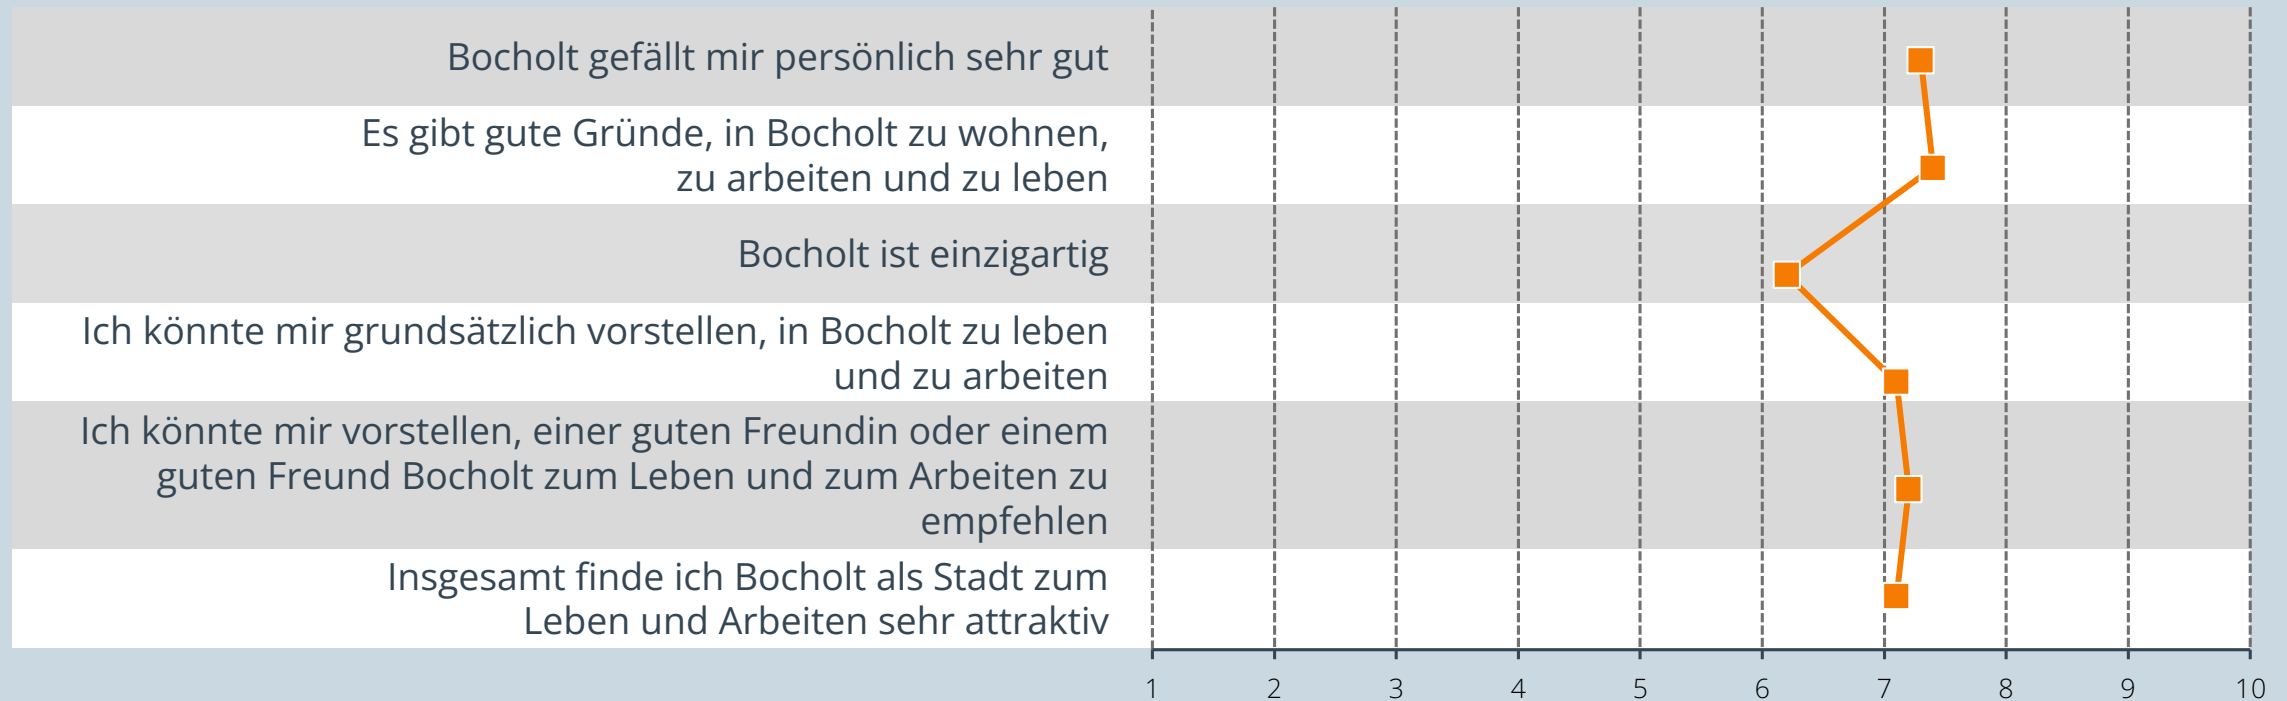 Bocholt gefällt mir persönlich sehr gut
Es gibt gute Gründe, in Bocholt zu wohnen,
zu arbeiten und zu leben
Bocholt ist einzigartig
Ich könnte mir grundsätzlich vorstellen, in Bocholt zu leben
und zu arbeiten
Ich könnte mir vorstellen, einer guten Freundin oder einem
guten Freund Bocholt zum Leben und zum Arbeiten zu
empfehlen
Insgesamt finde ich Bocholt als Stadt zum
Leben und Arbeiten sehr attraktiv
1 2 3 4 5 6 7 8 9 10